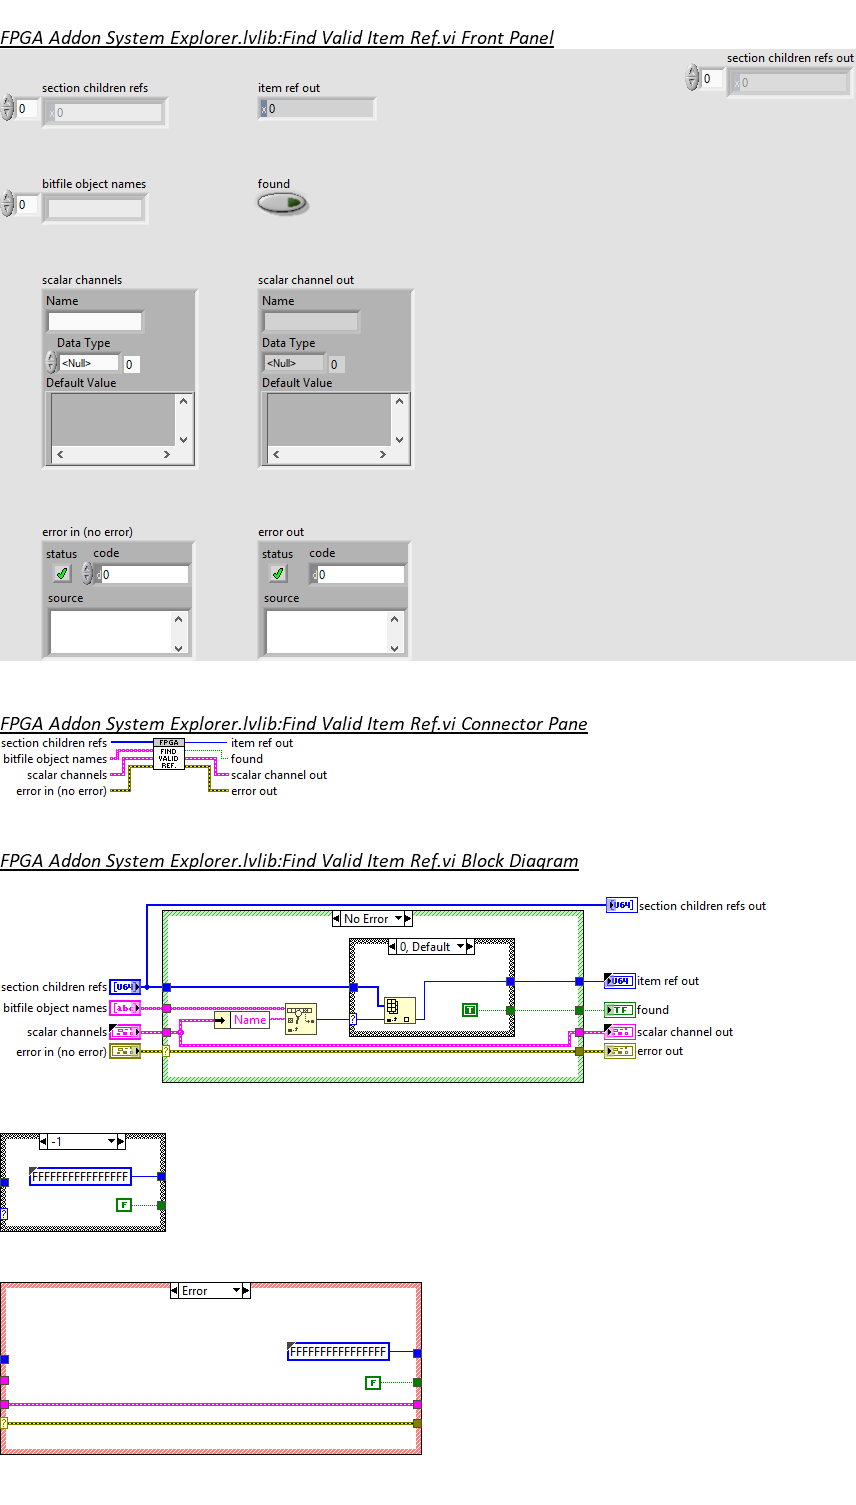 FPGA Addon System Explorer.lvlib:Find Valid Item Ref.vi Front Panel
section children refs out
0
x 0
section children refs
0
x 0
item ref out
x 0
bitfile object names
0
found
scalar channels
Name
Data Type
<Null>
0
Default Value
scalar channel out
Name
Data Type
<Null>
0
Default Value
error in (no error)
status
code
d 0
source
error out
status
code
d 0
source
FPGA Addon System Explorer.lvlib:Find Valid Item Ref.vi Connector Pane
section children refs
bitfile object names
scalar channels
error in (no error)
FPGA
FIND
VALID
REF.
item ref out
found
scalar channel out
error out
FPGA Addon System Explorer.lvlib:Find Valid Item Ref.vi Block Diagram
[U64]
section children refs out
No Error
0, Default
section children refs
[U64]
U64
item ref out
bitfile object names
[abc]
Name
T
TF
found
scalar channels
scalar channel out
error in (no error)
?
?
error out
-1
FFFFFFFFFFFFFFFF
F
?
Error
FFFFFFFFFFFFFFFF
F
?